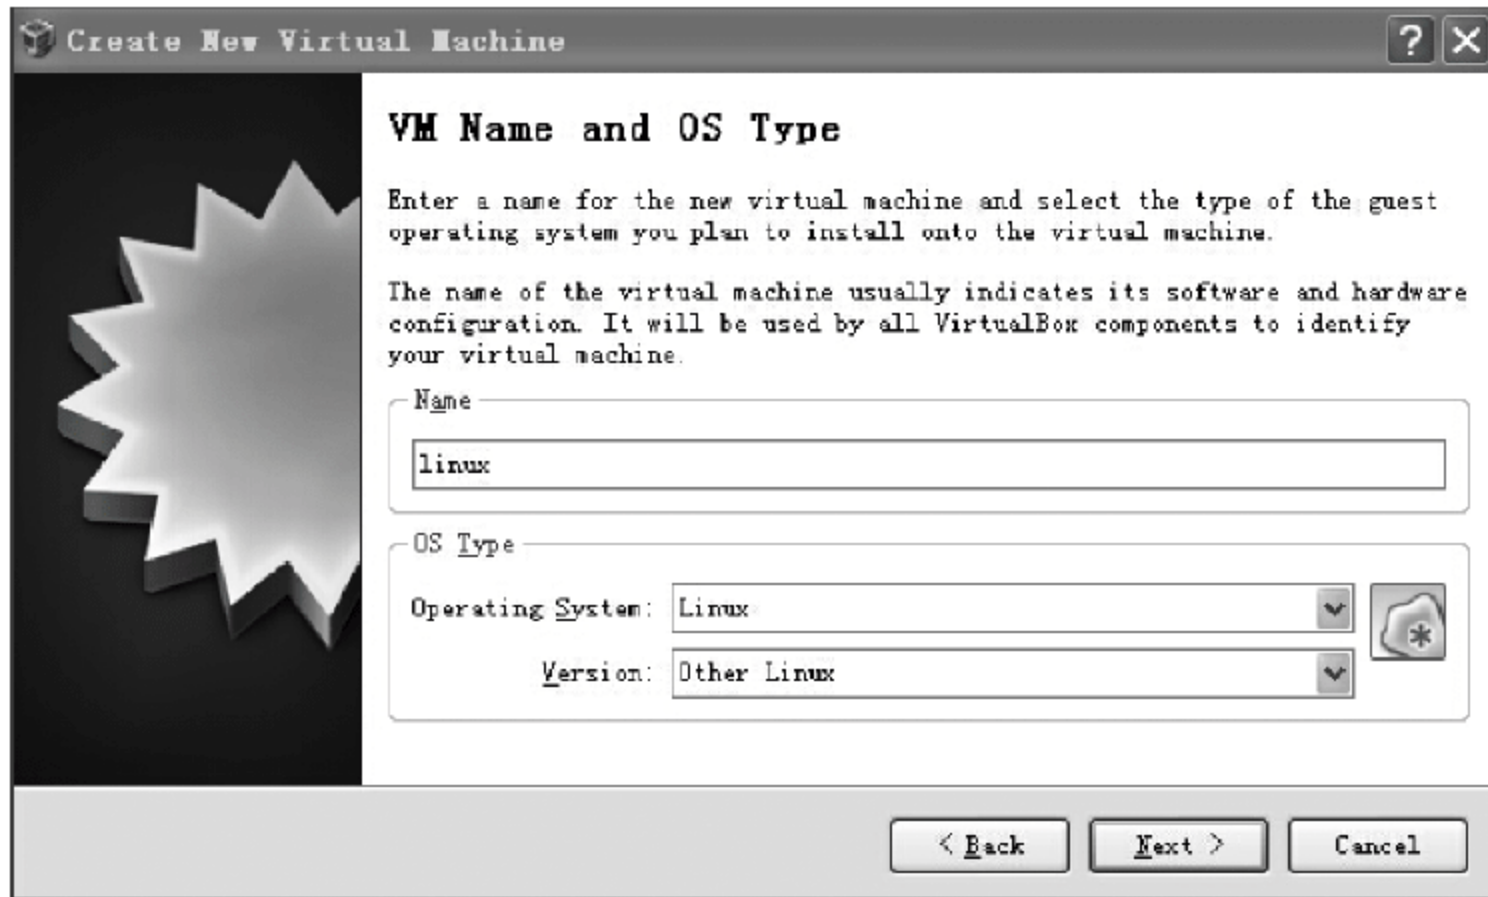 Create New Virtual Machine
VM Name and OS Type
Enter a name for the new virtual machine and select the type of the guest
operating system you plan to install onto the virtual machine.
The name of the virtual machine usually indicates its software and hardware
configuration. It will be used by all VirtualBox components to identify
your virtual machine.
Name
linux
OS Type
Operating System: Linux
Version: Other Linux
< Back Next > Cancel